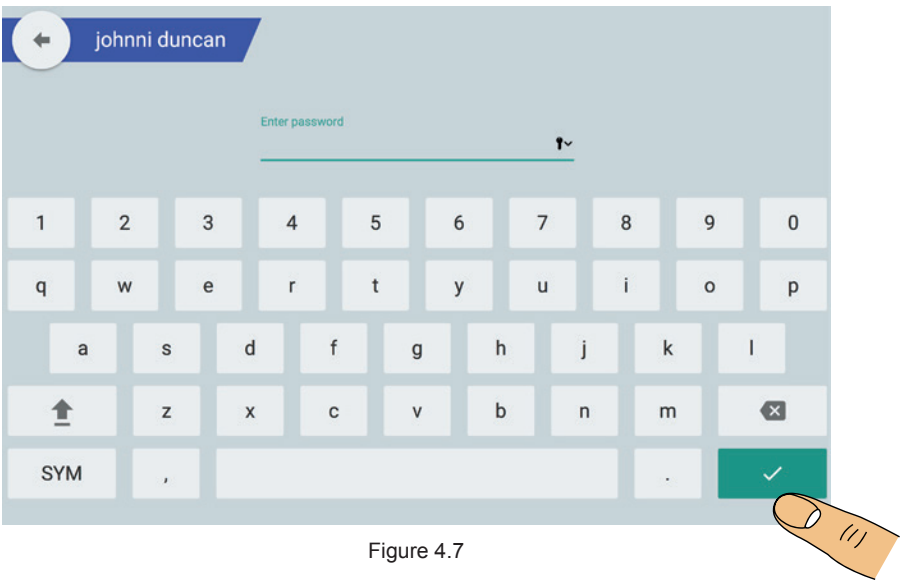 johnni duncan
Enter password
1 2 3 4 5 6 7 8 9 0
q w e r t y u i o p
a s d f g h j k l
z x c v b n m
SYM , .
Figure 4.7